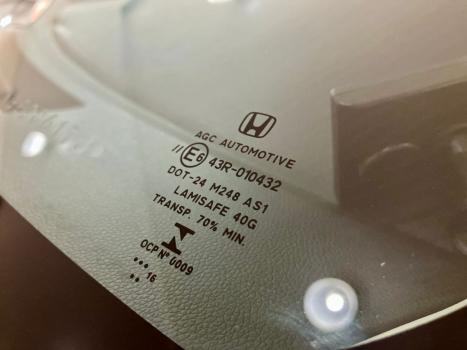 AGC AUTOMOTIVE
// E6 43R-010432
DOT-24 M248 AS1
LAMISAFE 40G
TRANSP. 70% MIN.
OCP Nº 0009
••• 16
••